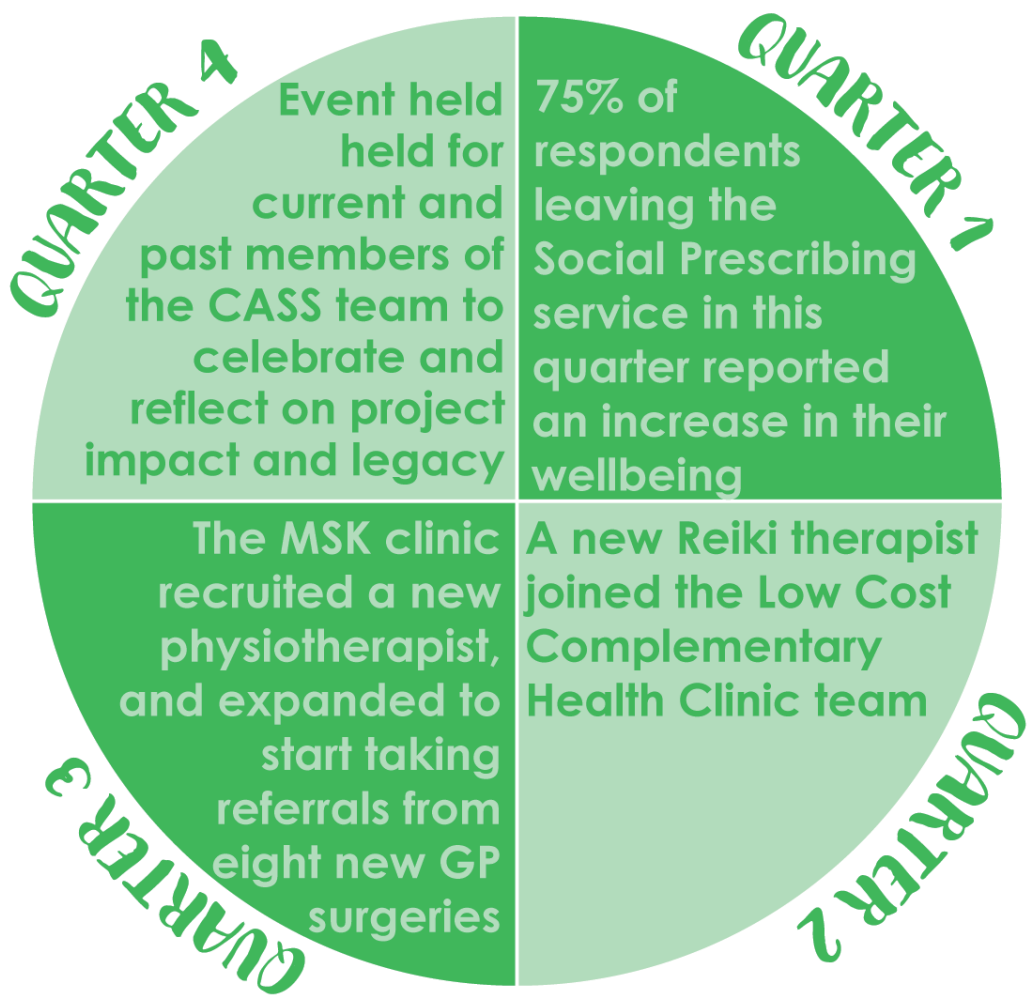 QUARTER 1
75% of
respondents
leaving the
Social Prescribing
service in this
quarter reported
an increase in their
wellbeing
QUARTER 2
A new Reiki therapist
joined the Low Cost
Complementary
Health Clinic team
QUARTER 3
The MSK clinic
recruited a new
physiotherapist,
and expanded to
start taking
referrals from
eight new GP
surgeries
QUARTER 4
Event held
held for
current and
past members of
the CASS team to
celebrate and
reflect on project
impact and legacy